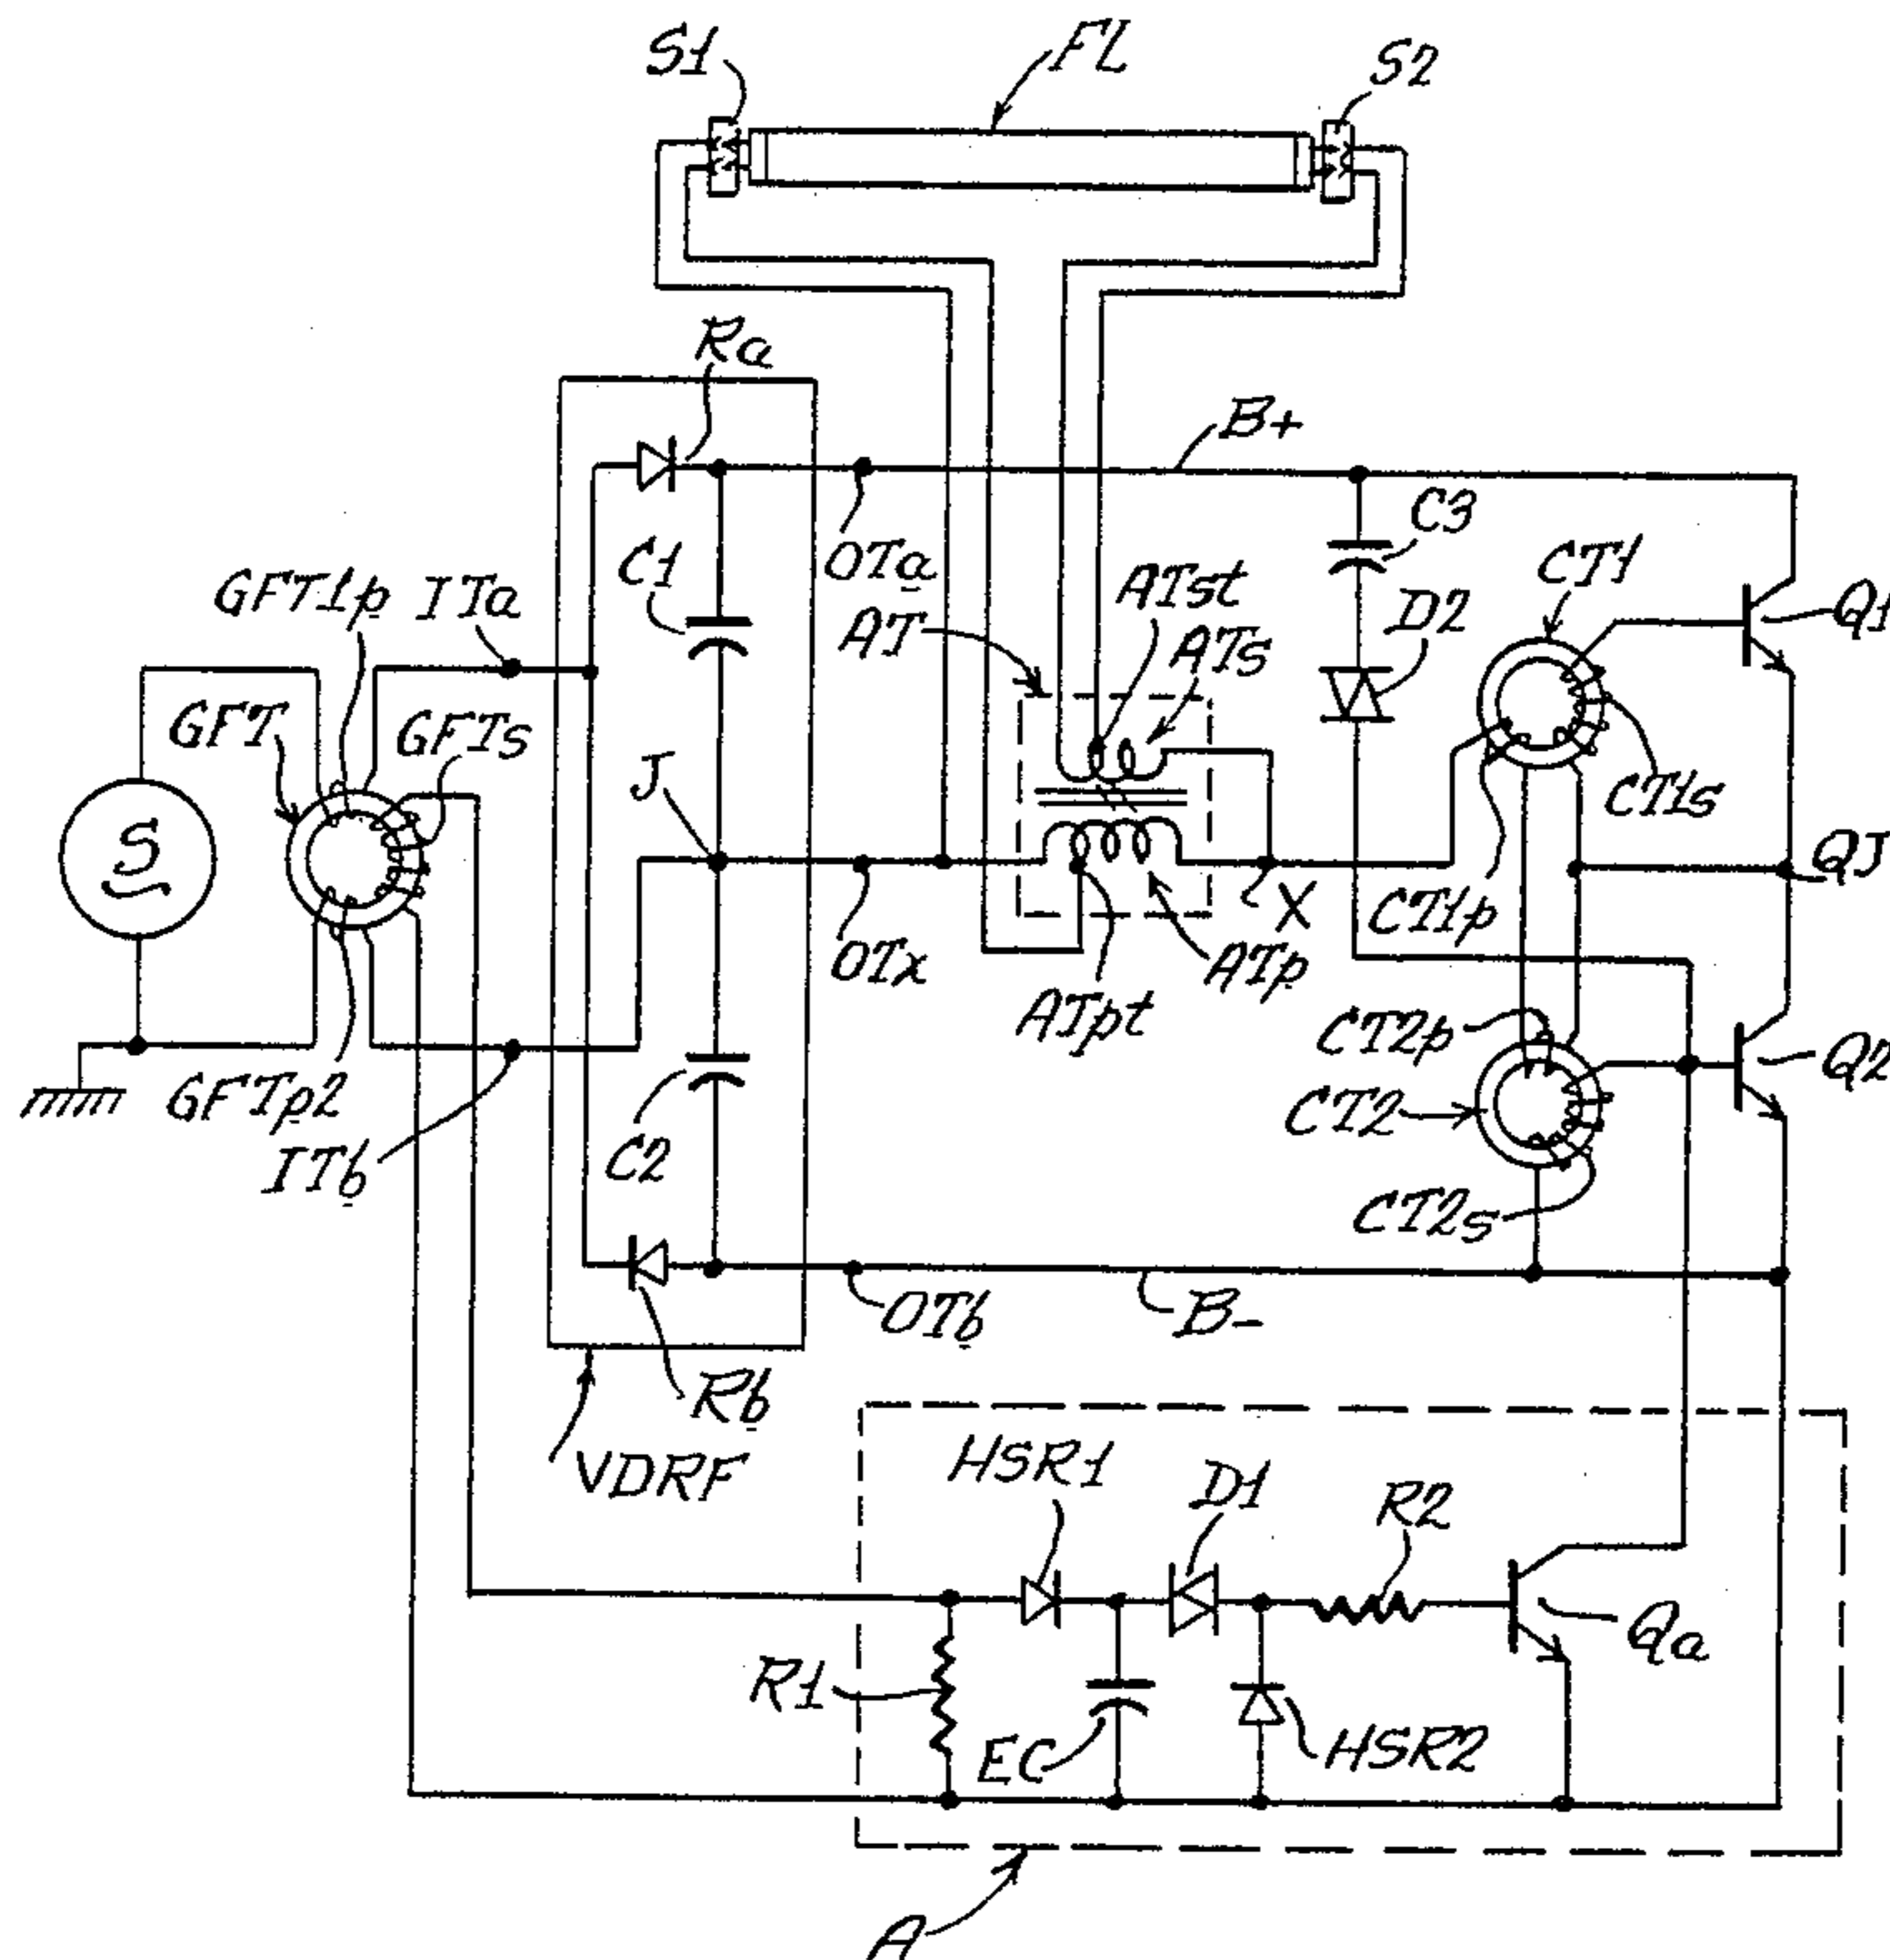 S1
FL
S2
Ra
B+
C1
OTa
C3
CT1
ATst
D2
Q1
GFT1p
ITa
AT
ATs
GFT
GFTs
J
CT1s
S
QJ
X
CT1p
OTx
ATp
ATpt
CT2p
Q2
GFTp2
CT2
ITb
C2
CT2s
OTb
B-
Rb
VDRF
HSR1
D1
R2
Qa
R1
EC
HSR2
A